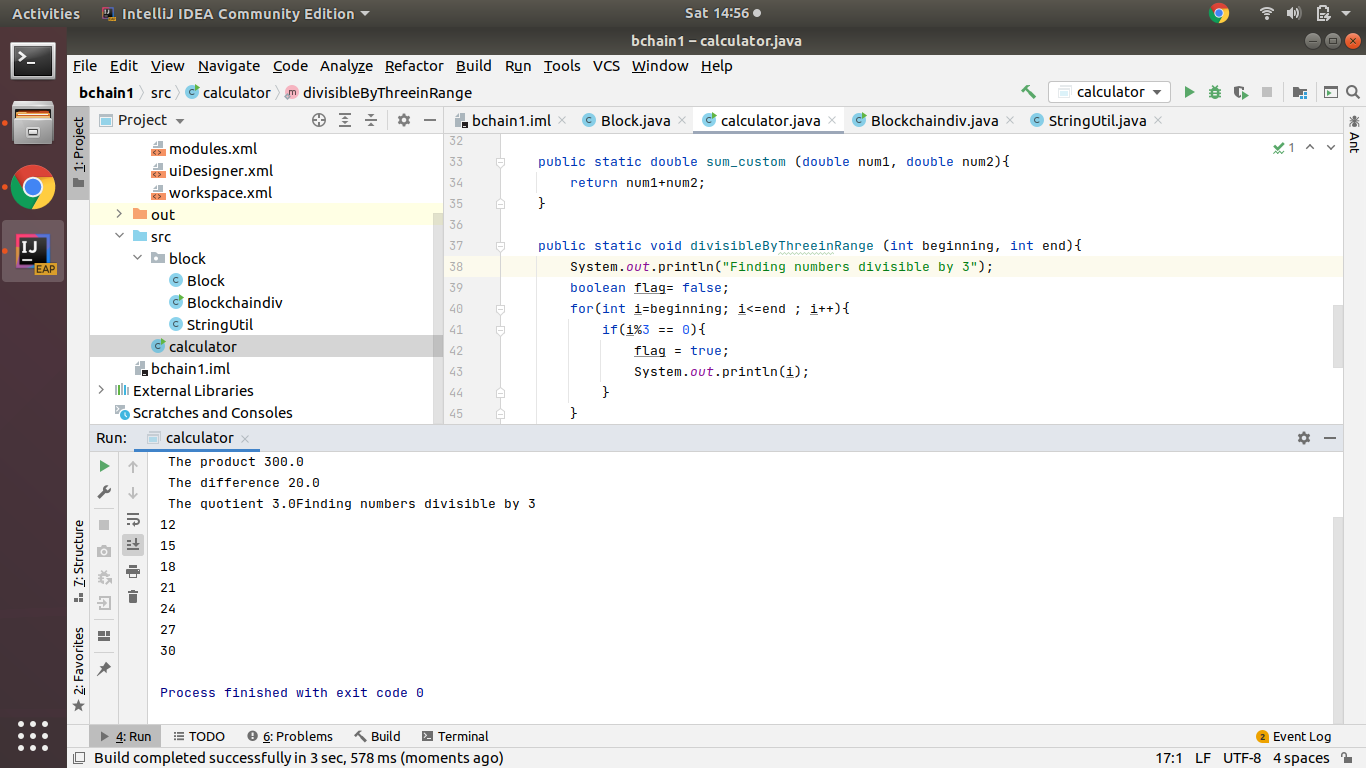 Activities IntelliJ IDEA Community Edition Sat 14:56
bchain1 – calculator.java
File Edit View Navigate Code Analyze Refactor Build Run Tools VCS Window Help
bchain1 src calculator m divisibleByThreeinRange calculator
1: Project
Project
bchain1.iml Block.java calculator.java Blockchaindiv.java StringUtil.java
Ant
modules.xml
uiDesigner.xml
workspace.xml
out
src
block
Block
Blockchaindiv
StringUtil
calculator
bchain1.iml
External Libraries
Scratches and Consoles
1
32
33 public static double sum_custom (double num1, double num2){
34 return num1+num2;
35 }
36
37 public static void divisibleByThreeinRange (int beginning, int end){
38 System.out.println("Finding numbers divisible by 3");
39 boolean flag= false;
40 for(int i=beginning; i<=end ; i++){
41 if(i%3 == 0){
42 flag = true;
43 System.out.println(i);
44 }
45 }
IJ
EAP
Run: calculator
The product 300.0
The difference 20.0
The quotient 3.0Finding numbers divisible by 3
12
15
18
21
24
27
30
Process finished with exit code 0
7: Structure
2: Favorites
4: Run TODO 6: Problems Build Terminal 2 Event Log
Build completed successfully in 3 sec, 578 ms (moments ago) 17:1 LF UTF-8 4 spaces